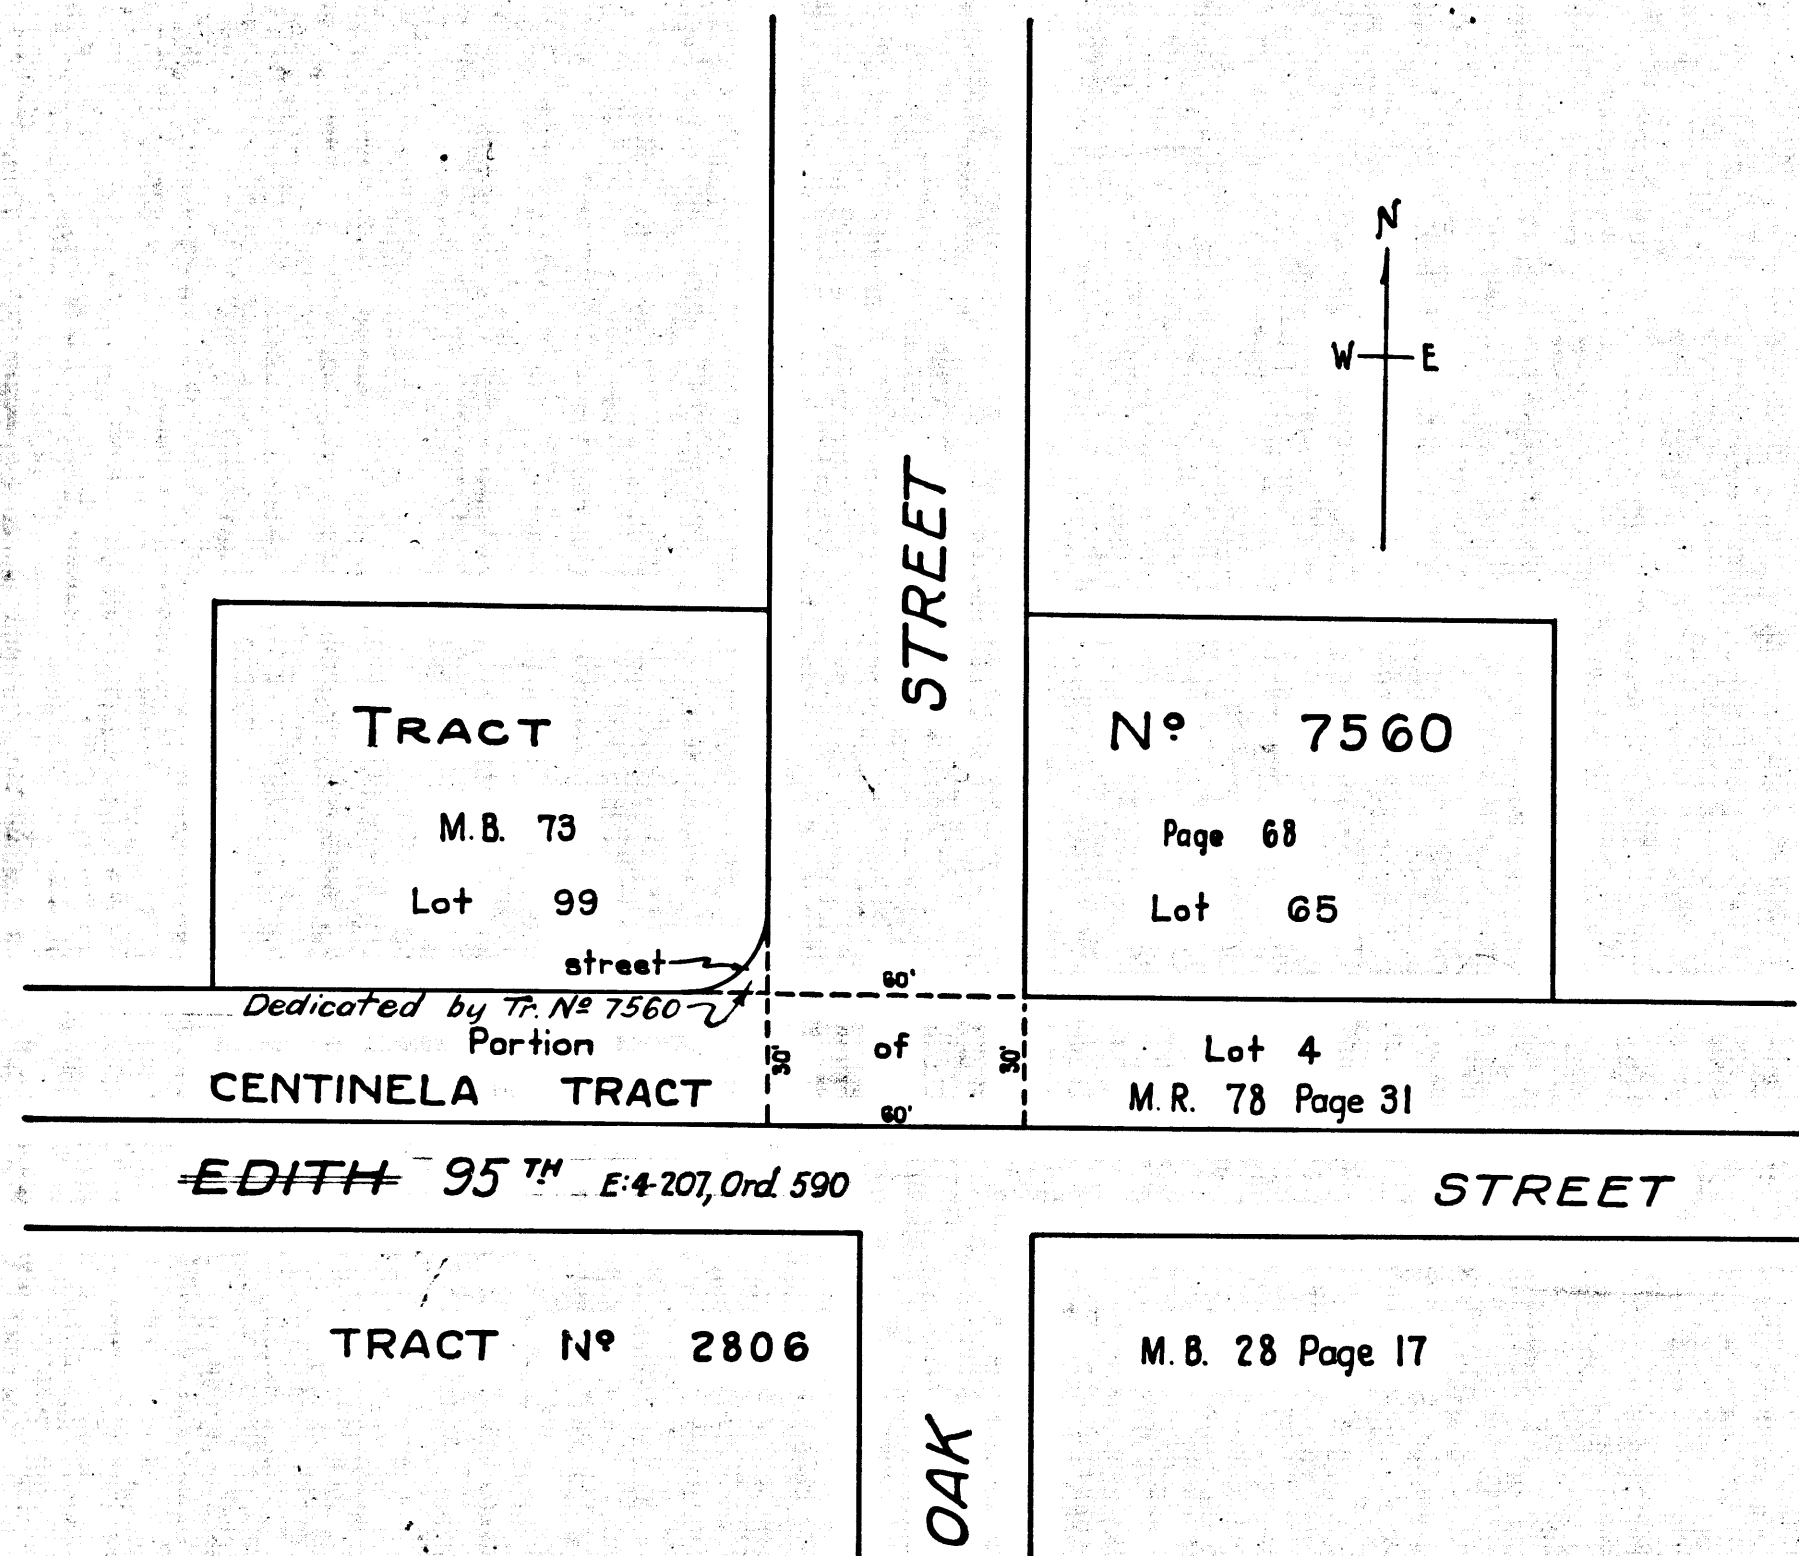 N
W E
STREET
TRACT Nº 7560
M.B. 73 Page 68
Lot 99 Lot 65
street
60'
Dedicated by Tr. Nº 7560
Portion of Lot 4
30' 30'
CENTINELA TRACT M.R. 78 Page 31
60'
EDITH 95TH E:4-207, Ord. 590 STREET
TRACT Nº 2806 M.B. 28 Page 17
OAK